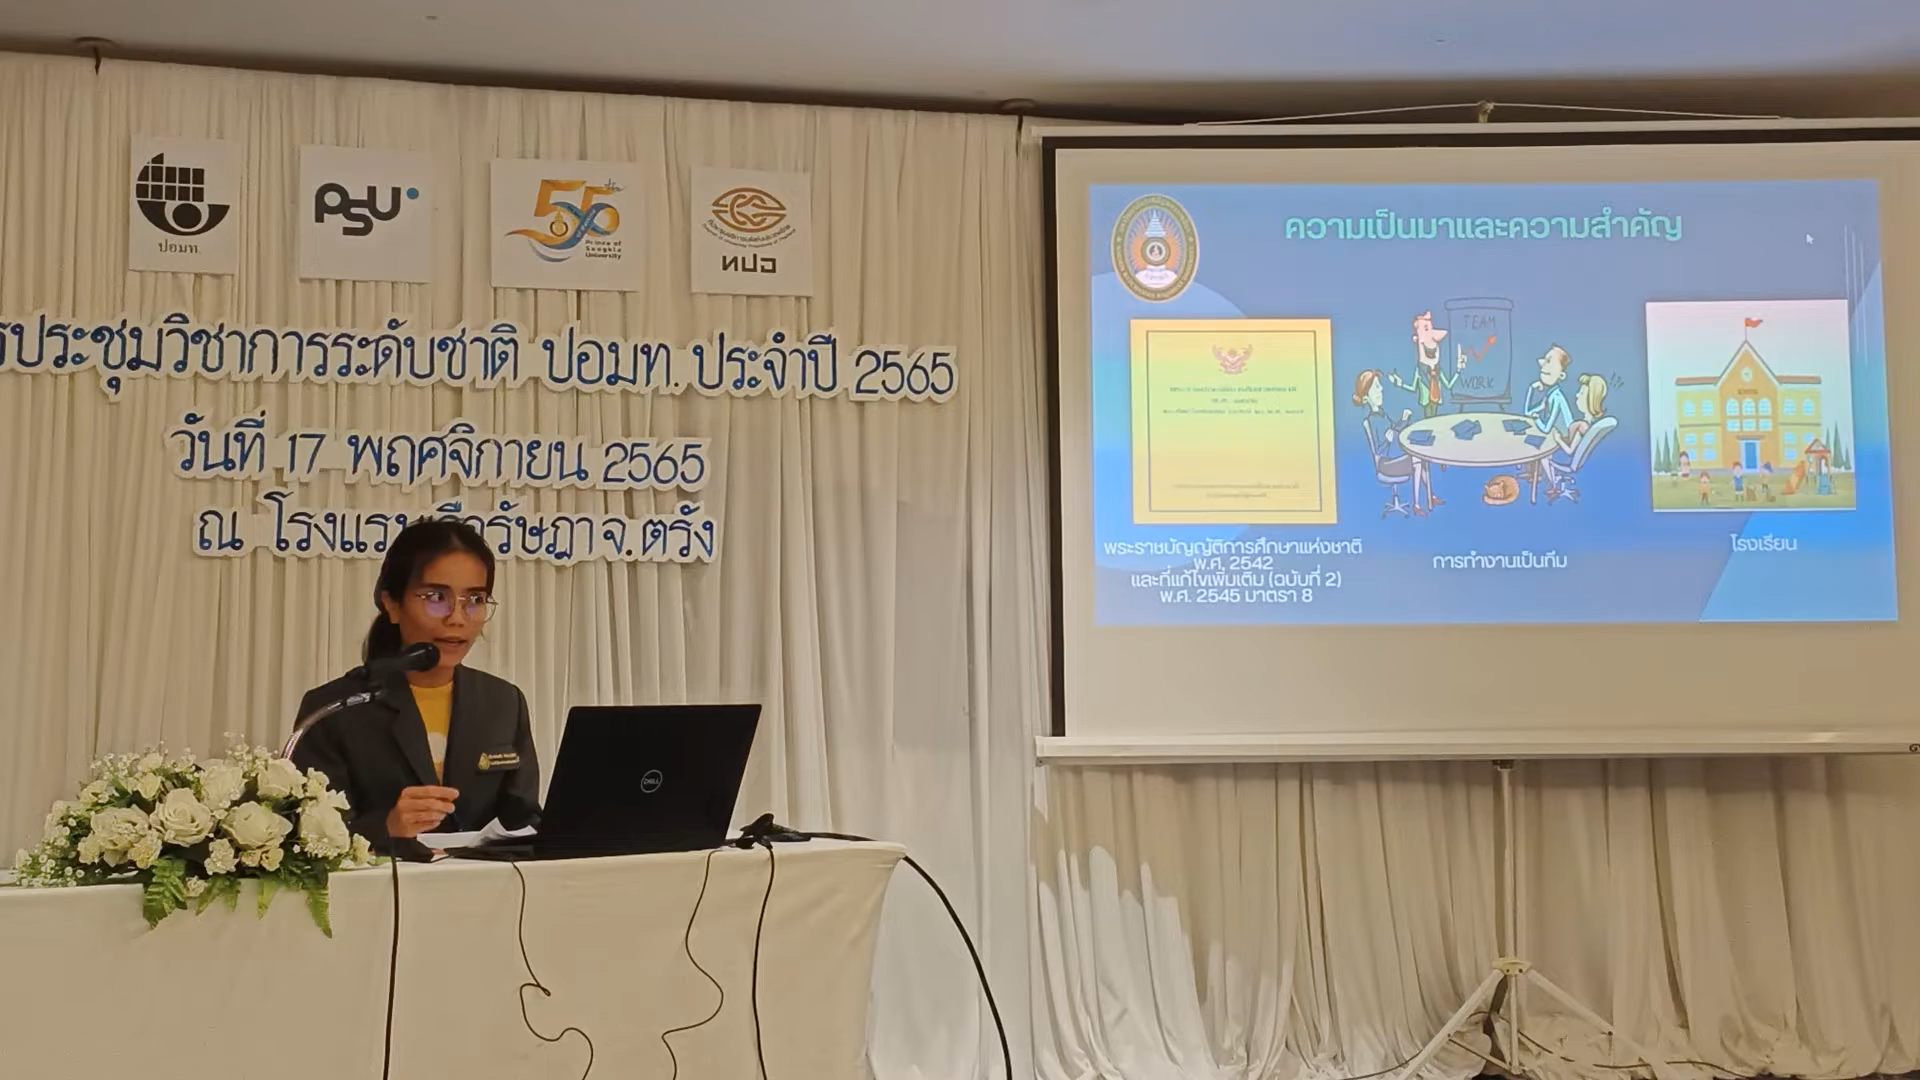 ปอมท.
PSU
55th
Prince of
Songkla
University
ทปอ
รประชุมวิชาการระดับชาติ ปอมท. ประจำปี 2565
วันที่ 17 พฤศจิกายน 2565
ณ โรงแรม รัษฎา จ.ตรัง
DELL
ความเป็นมาและความสำคัญ
TEAM
WORK
พระราชบัญญัติการศึกษาแห่งชาติ
พ.ศ. 2542
และที่แก้ไขเพิ่มเติม (ฉบับที่ 2)
พ.ศ. 2545 มาตรา 8
การทำงานเป็นทีม
โรงเรียน